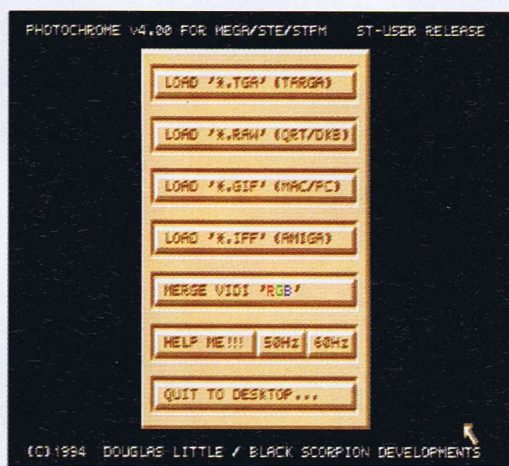 PHOTOCHROME v4.00 FOR MEGA/STE/STFM ST-USER RELEASE
LOAD '*.TGA' (TARGA)
LOAD '*.RAW' (QRT/DKB)
LOAD '*.GIF' (MAC/PC)
LOAD '*.IFF' (AMIGA)
MERGE VIDI 'RGB'
HELP ME!!! 50Hz 60Hz
QUIT TO DESKTOP...
(C)1994 DOUGLAS LITTLE / BLACK SCORPION DEVELOPMENTS